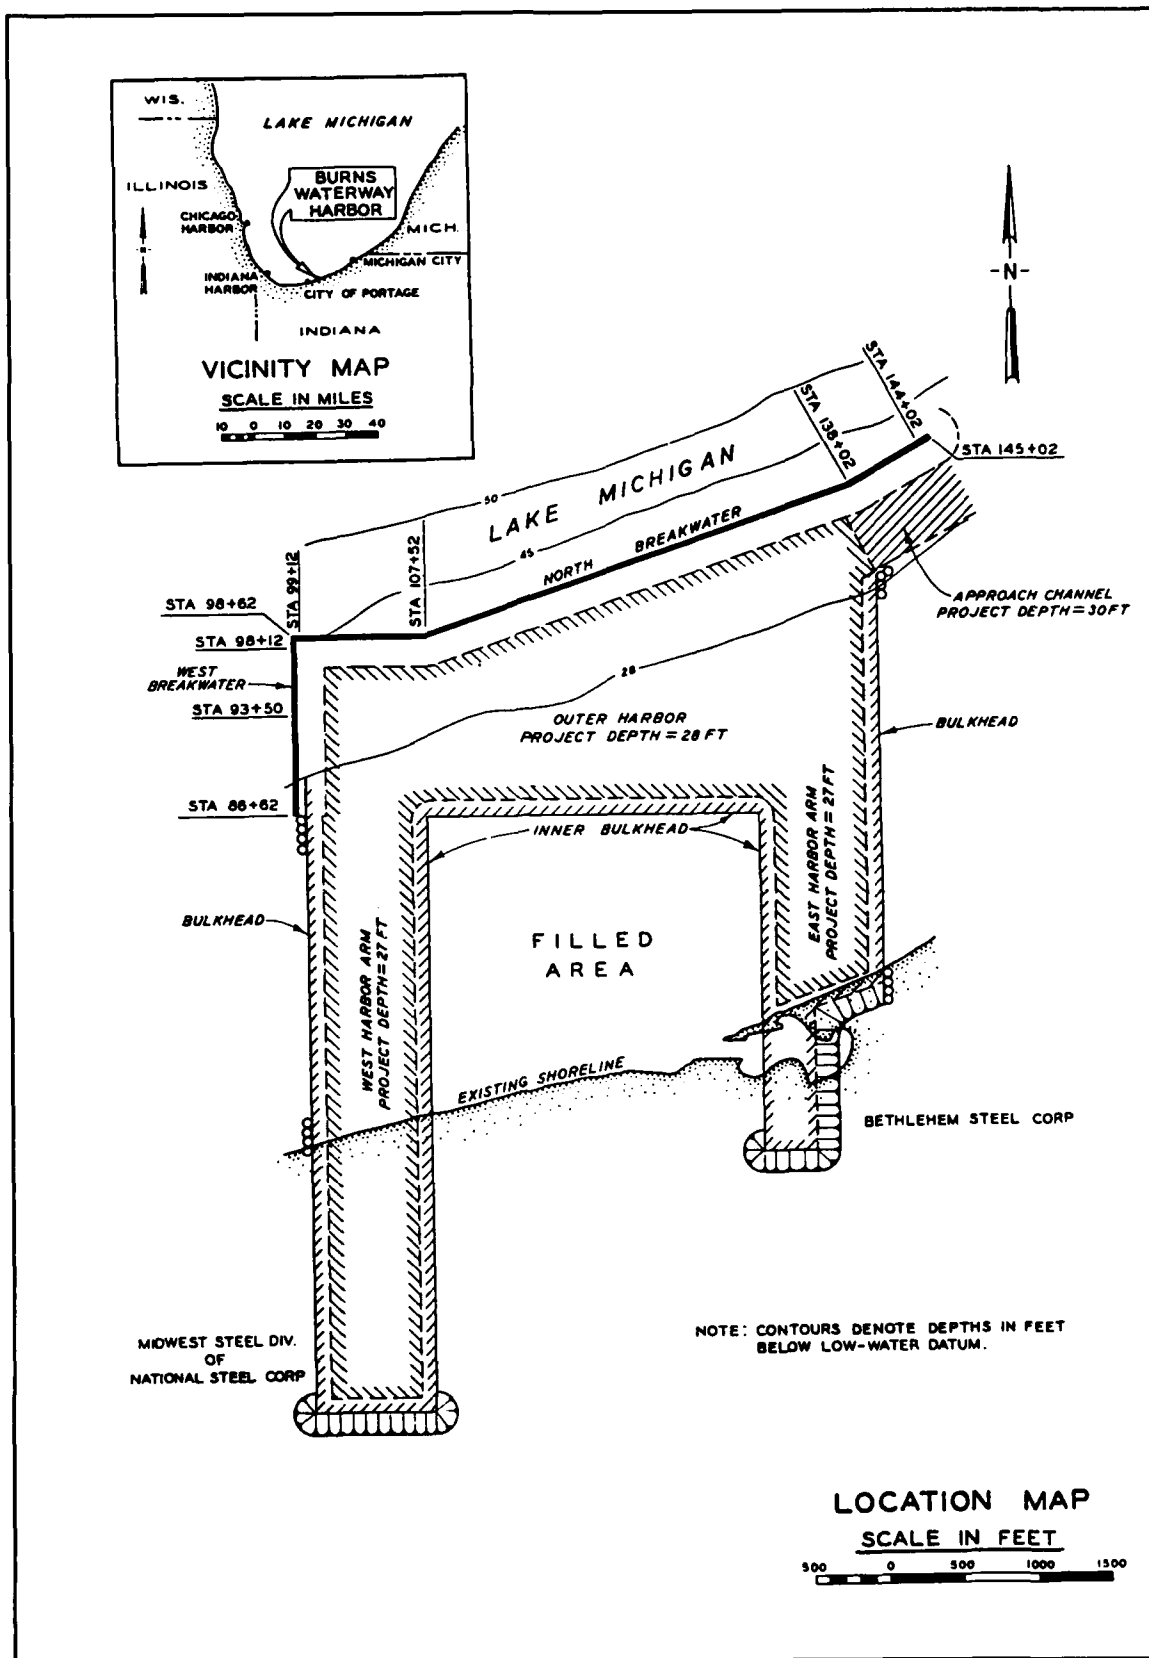 WIS.
LAKE MICHIGAN
ILLINOIS
BURNS
WATERWAY
HARBOR
CHICAGO
HARBOR
MICH.
MICHIGAN CITY
INDIANA
HARBOR
CITY OF PORTAGE
INDIANA
VICINITY MAP
SCALE IN MILES
10 0 10 20 30 40
-N-
STA 144+02
STA 138+02
STA 145+02
50
LAKE MICHIGAN
45
NORTH BREAKWATER
STA 99+12
STA 107+52
STA 98+62
STA 98+12
WEST
BREAKWATER
STA 93+50
STA 86+62
APPROACH CHANNEL
PROJECT DEPTH = 30 FT
28
OUTER HARBOR
PROJECT DEPTH = 28 FT
BULKHEAD
INNER BULKHEAD
EAST HARBOR ARM
PROJECT DEPTH = 27 FT
BULKHEAD
FILLED
AREA
WEST HARBOR ARM
PROJECT DEPTH = 27 FT
EXISTING SHORELINE
BETHLEHEM STEEL CORP
MIDWEST STEEL DIV.
OF
NATIONAL STEEL CORP
NOTE: CONTOURS DENOTE DEPTHS IN FEET
BELOW LOW-WATER DATUM.
LOCATION MAP
SCALE IN FEET
500 0 500 1000 1500